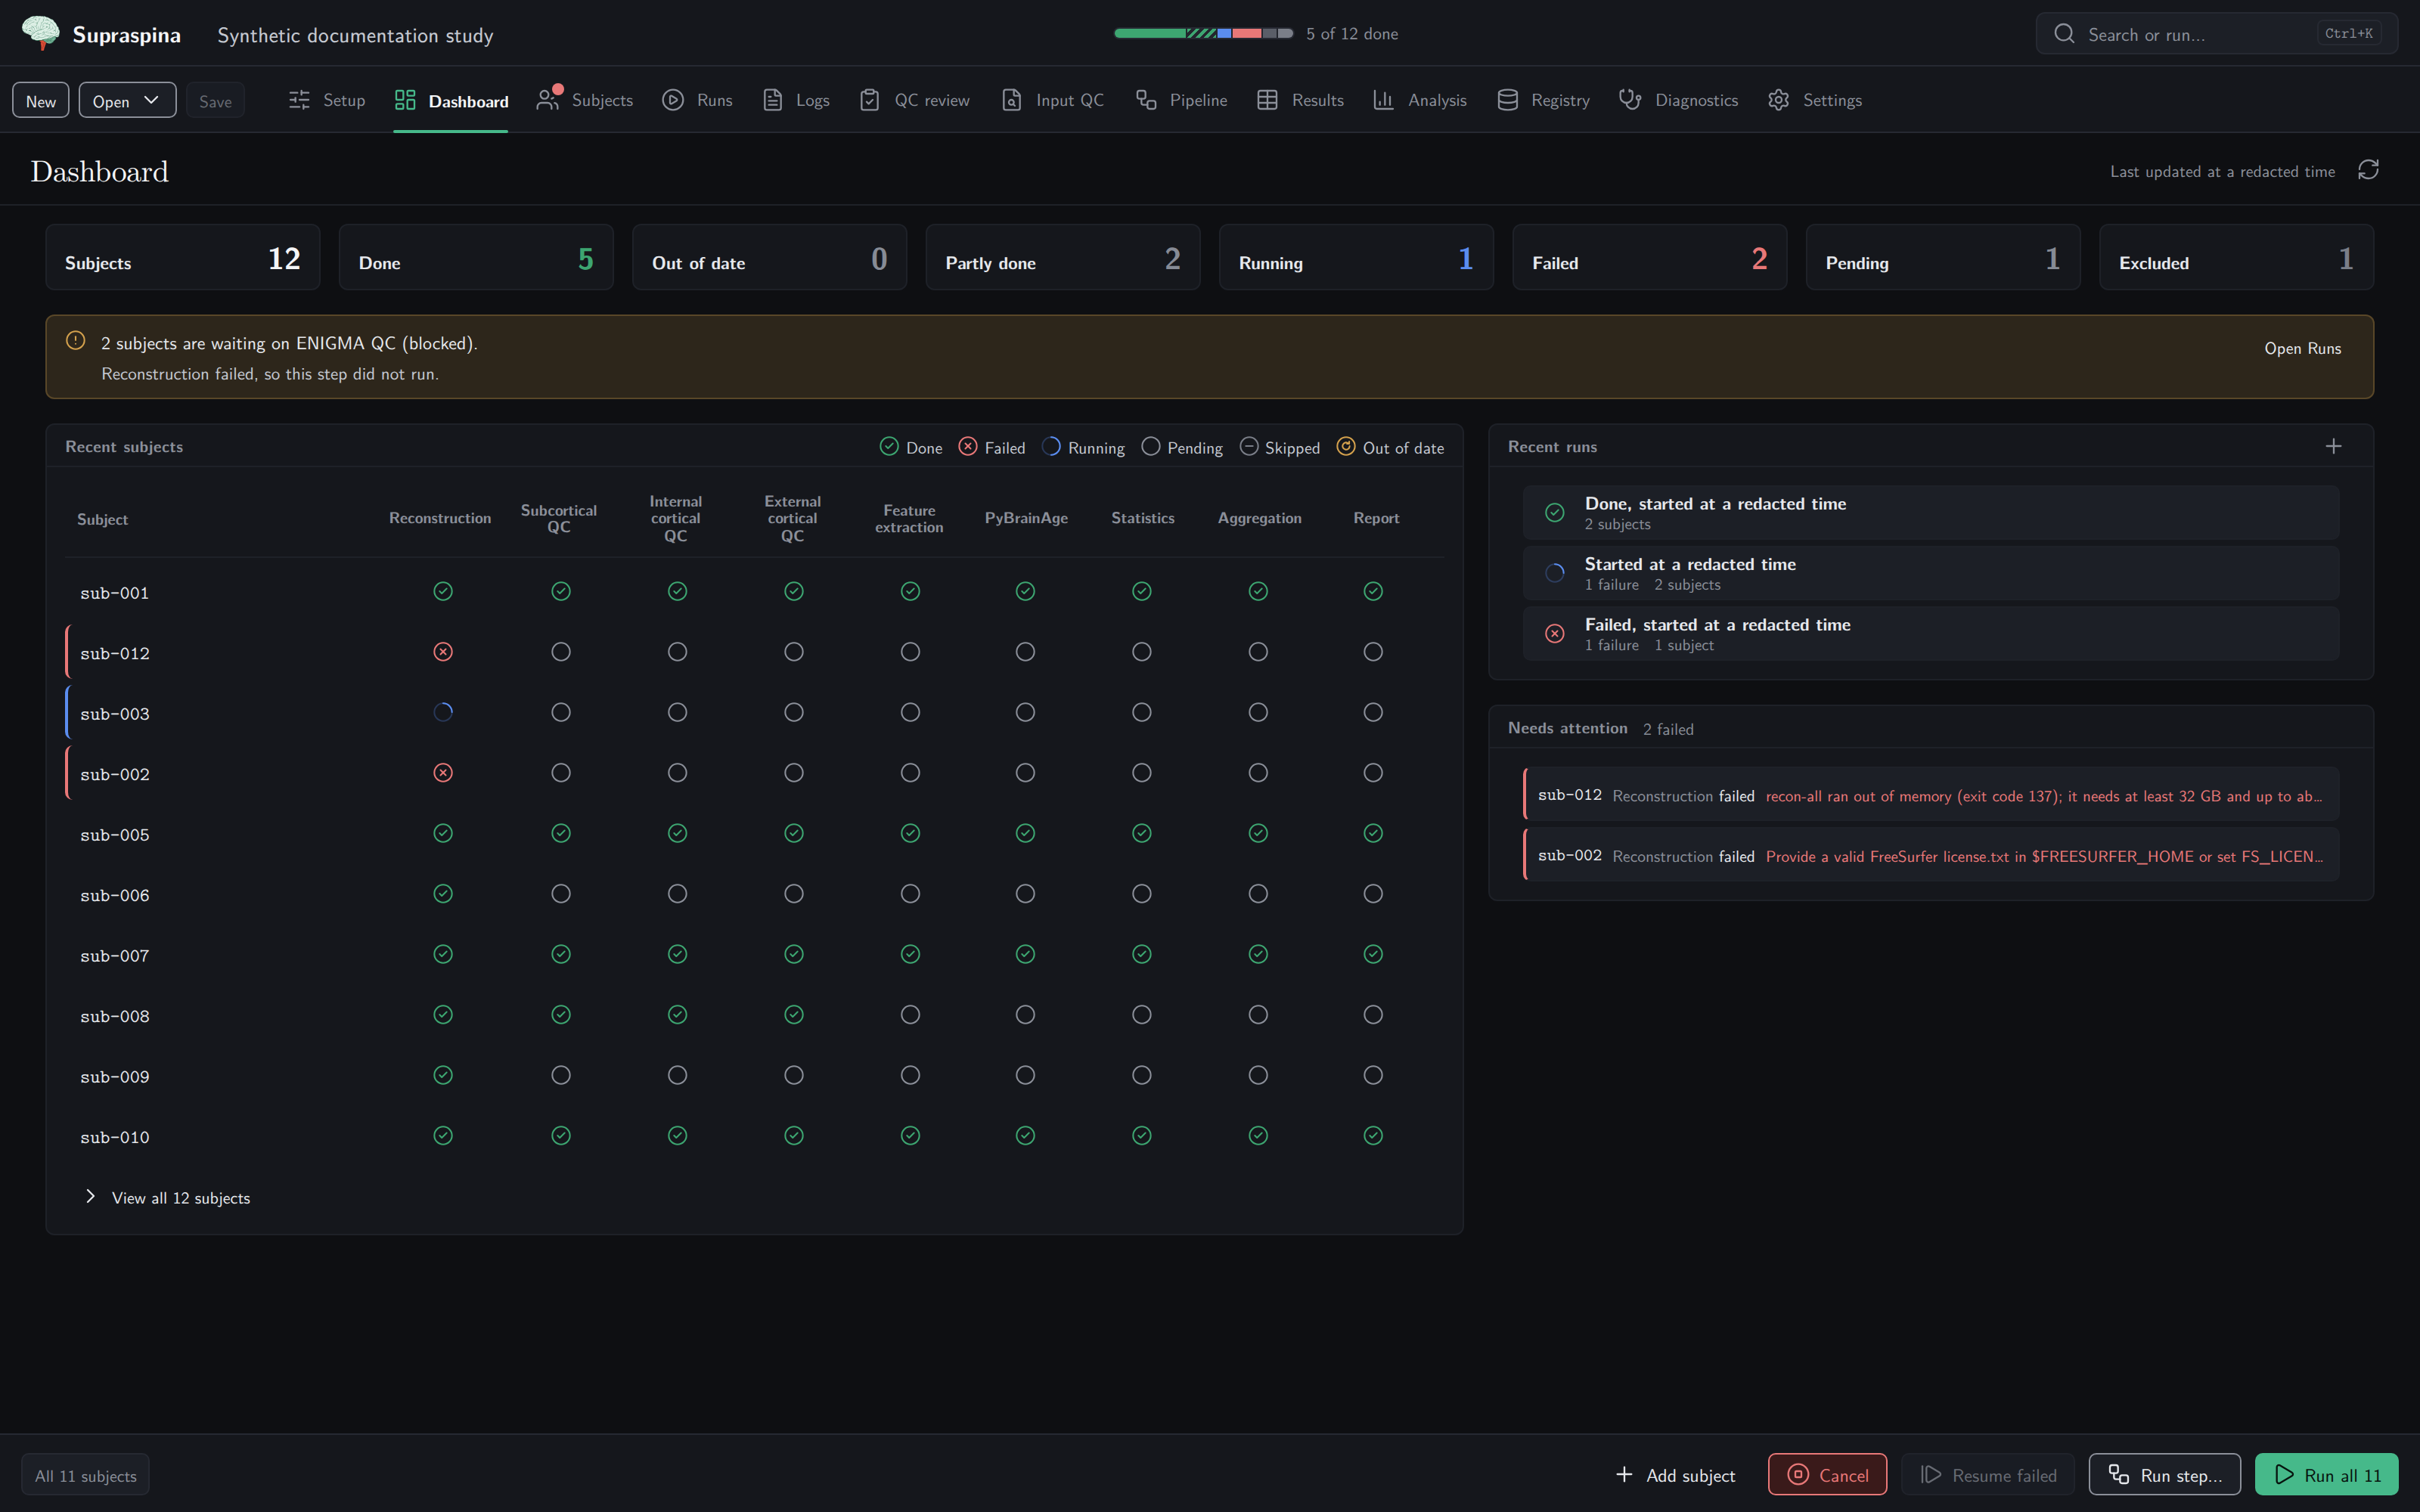 Supraspina
Synthetic documentation study
5 of 12 done
Search or run...
Ctrl+K
New
Open
Save
Setup
Dashboard
Subjects
Runs
Logs
QC review
Input QC
Pipeline
Results
Analysis
Registry
Diagnostics
Settings
Dashboard
Last updated at a redacted time
Subjects 12
Done 5
Out of date 0
Partly done 2
Running 1
Failed 2
Pending 1
Excluded 1
2 subjects are waiting on ENIGMA QC (blocked).
Reconstruction failed, so this step did not run.
Open Runs
Recent subjects
Done
Failed
Running
Pending
Skipped
Out of date
Subject
Reconstruction
Subcortical
QC
Internal
cortical
QC
External
cortical
QC
Feature
extraction
PyBrainAge
Statistics
Aggregation
Report
sub-001
sub-012
sub-003
sub-002
sub-005
sub-006
sub-007
sub-008
sub-009
sub-010
View all 12 subjects
Recent runs
Done, started at a redacted time
2 subjects
Started at a redacted time
1 failure 2 subjects
Failed, started at a redacted time
1 failure 1 subject
Needs attention 2 failed
sub-012 Reconstruction failed recon-all ran out of memory (exit code 137); it needs at least 32 GB and up to ab...
sub-002 Reconstruction failed Provide a valid FreeSurfer license.txt in $FREESURFER_HOME or set FS_LICEN...
All 11 subjects
Add subject
Cancel
Resume failed
Run step...
Run all 11